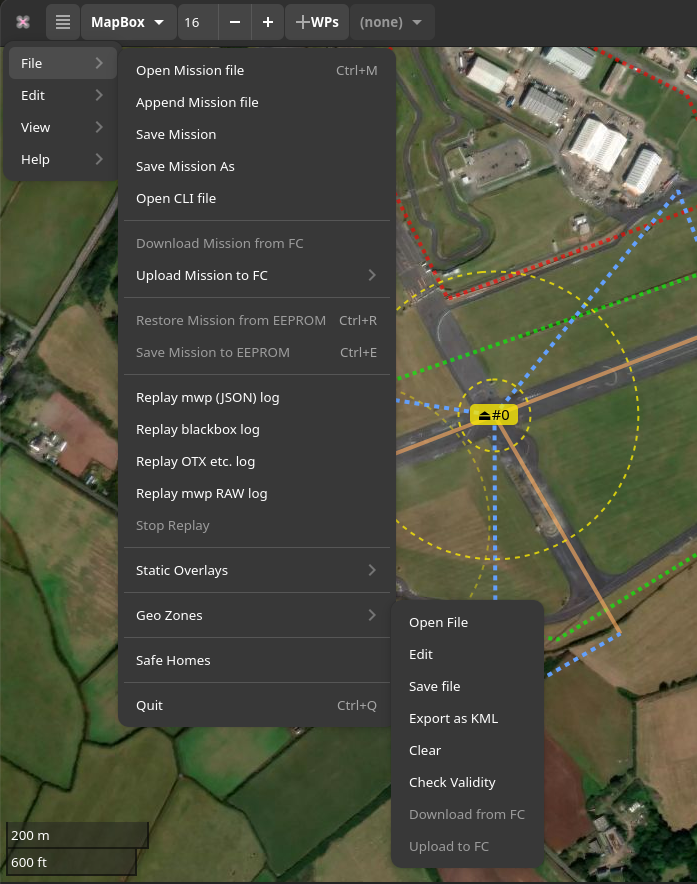 MapBox 16 − + +WPs (none)
File
Edit
View
Help
Open Mission file Ctrl+M
Append Mission file
Save Mission
Save Mission As
Open CLI file
Download Mission from FC
Upload Mission to FC
Restore Mission from EEPROM Ctrl+R
Save Mission to EEPROM Ctrl+E
Replay mwp (JSON) log
Replay blackbox log
Replay OTX etc. log
Replay mwp RAW log
Stop Replay
Static Overlays
Geo Zones
Safe Homes
Quit Ctrl+Q
⏏#0
Open File
Edit
Save file
Export as KML
Clear
Check Validity
Download from FC
Upload to FC
200 m
600 ft